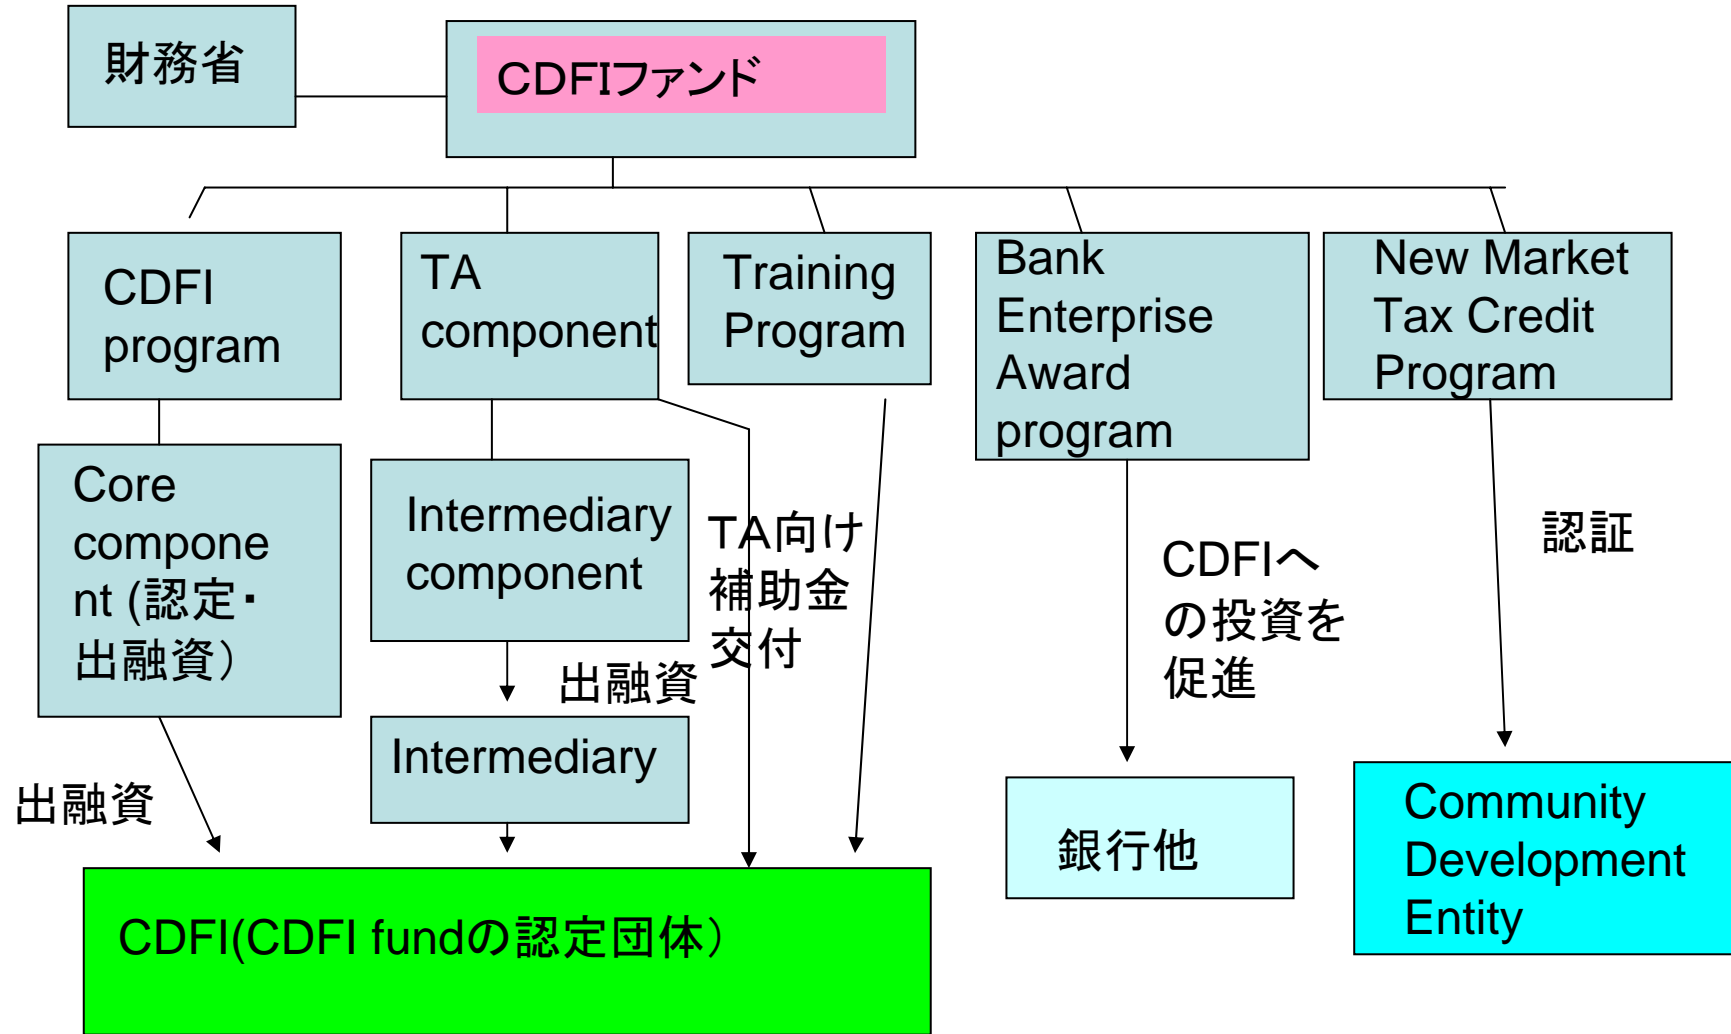 財務省
CDFIファンド
CDFI
program
TA
component
Training
Program
Bank
Enterprise
Award
program
New Market
Tax Credit
Program
Core
compone
nt (認定・
出融資）
Intermediary
component
TA向け
補助金
交付
CDFIへ
の投資を
促進
認証
出融資
Intermediary
出融資
銀行他
Community
Development
Entity
CDFI(CDFI fundの認定団体）